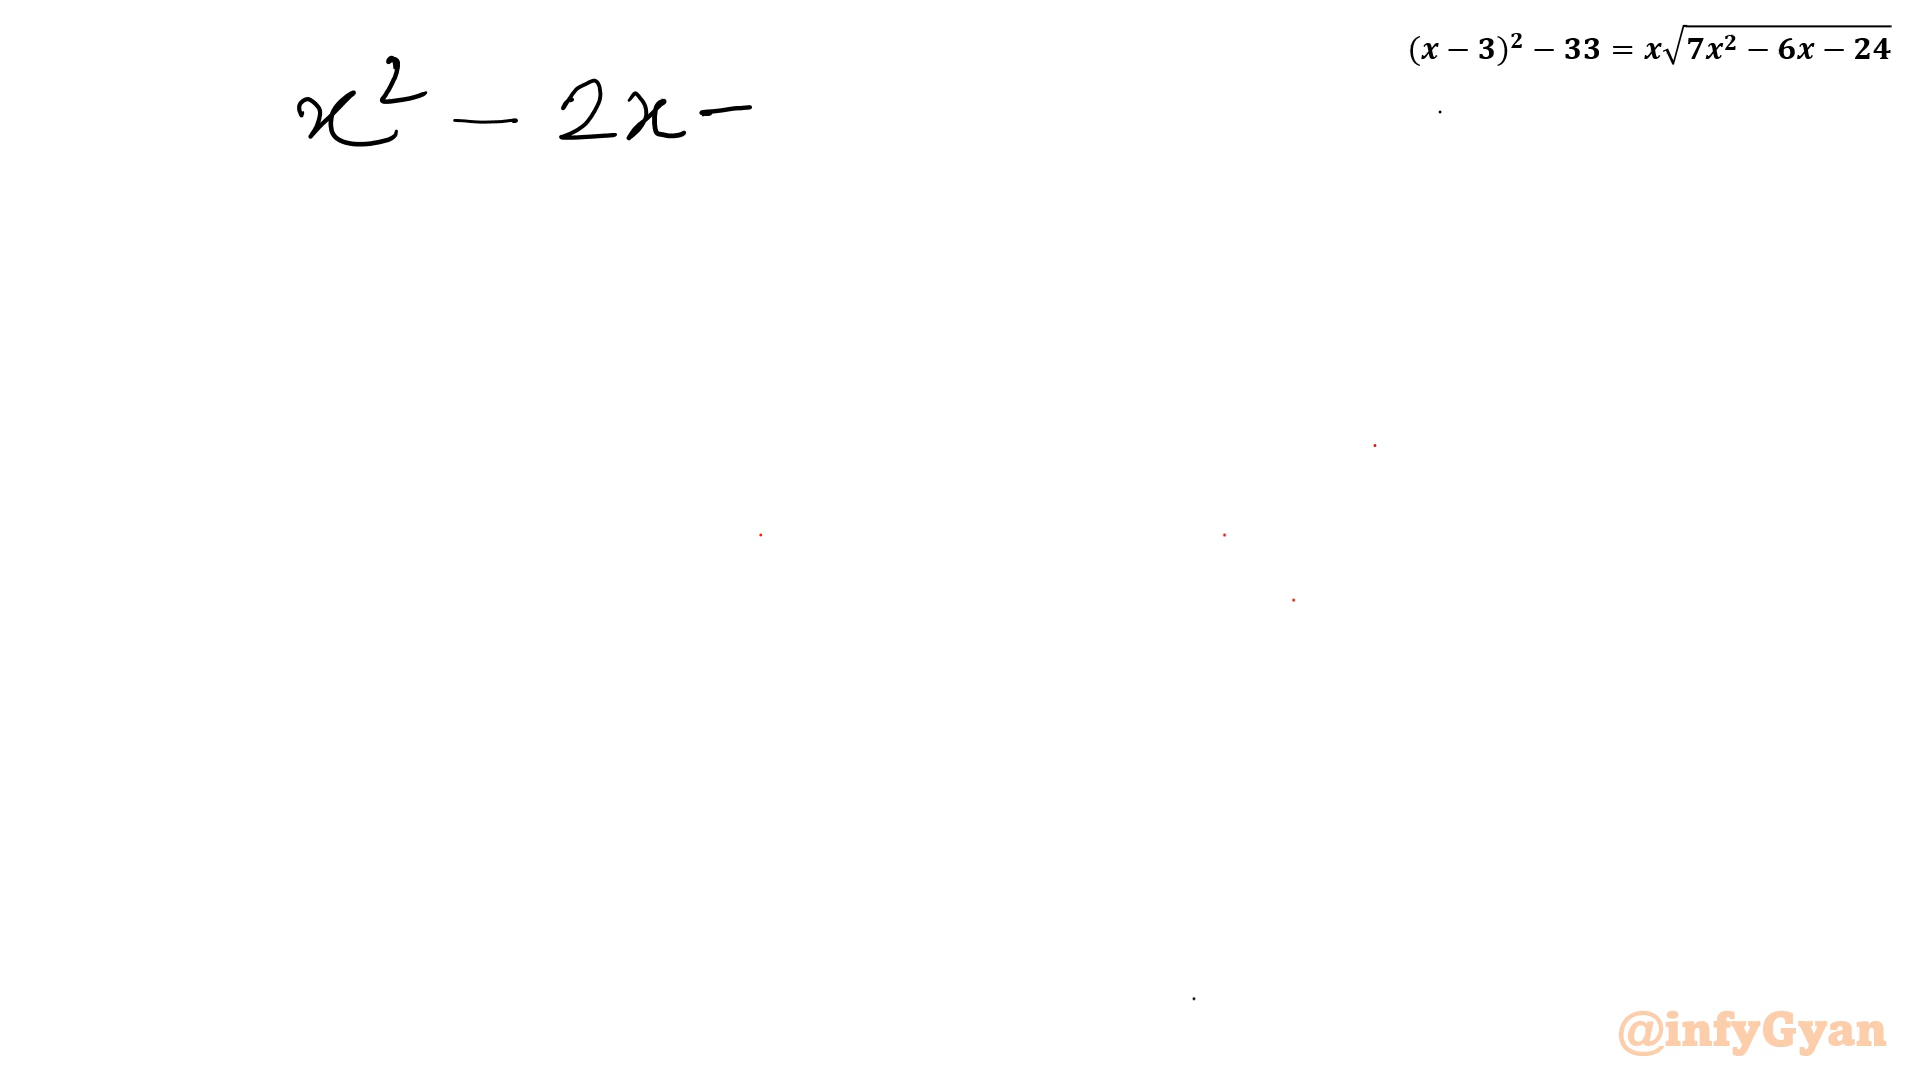 (x − 3)² − 33 = x√(7x² − 6x − 24)
x² − 2x −
@infyGyan